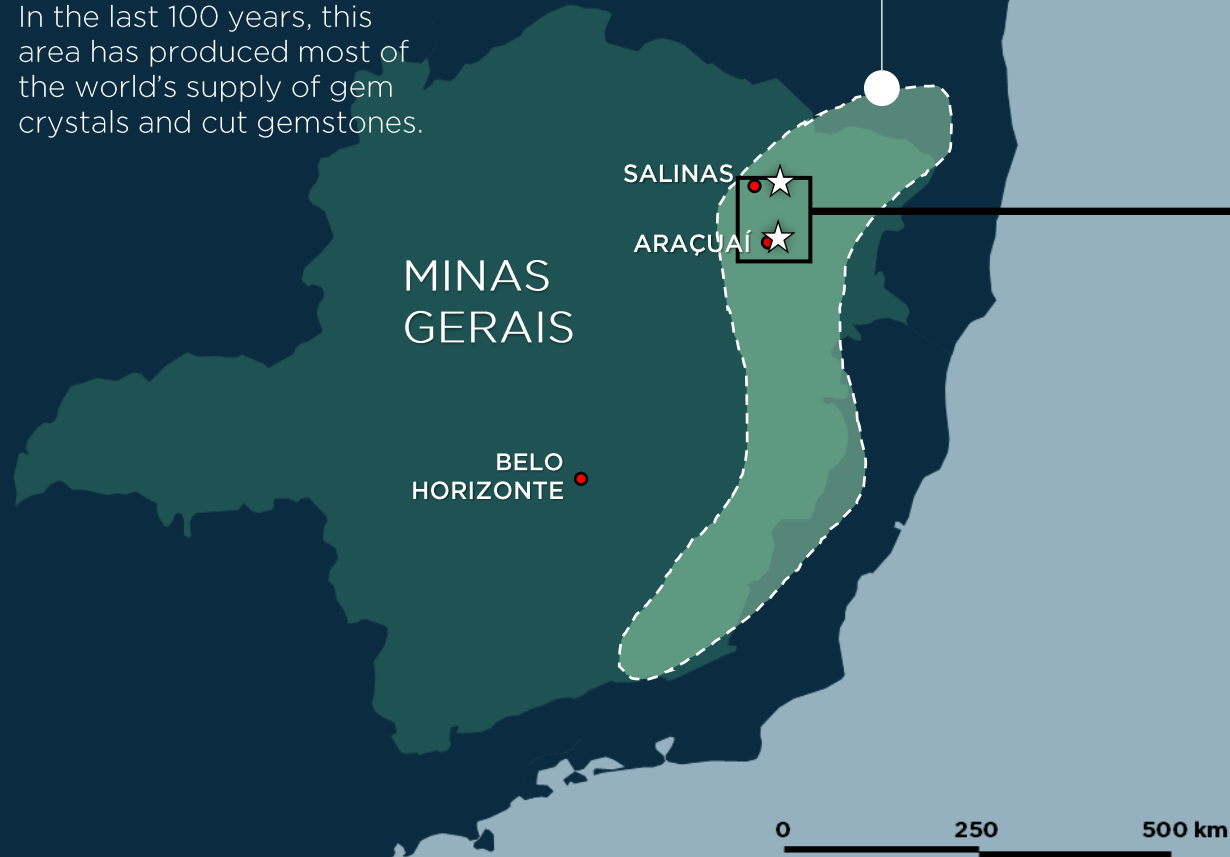 In the last 100 years, this
area has produced most of
the world’s supply of gem
crystals and cut gemstones.
SALINAS
ARAÇUAÍ
MINAS
GERAIS
BELO
HORIZONTE
0 250 500 km